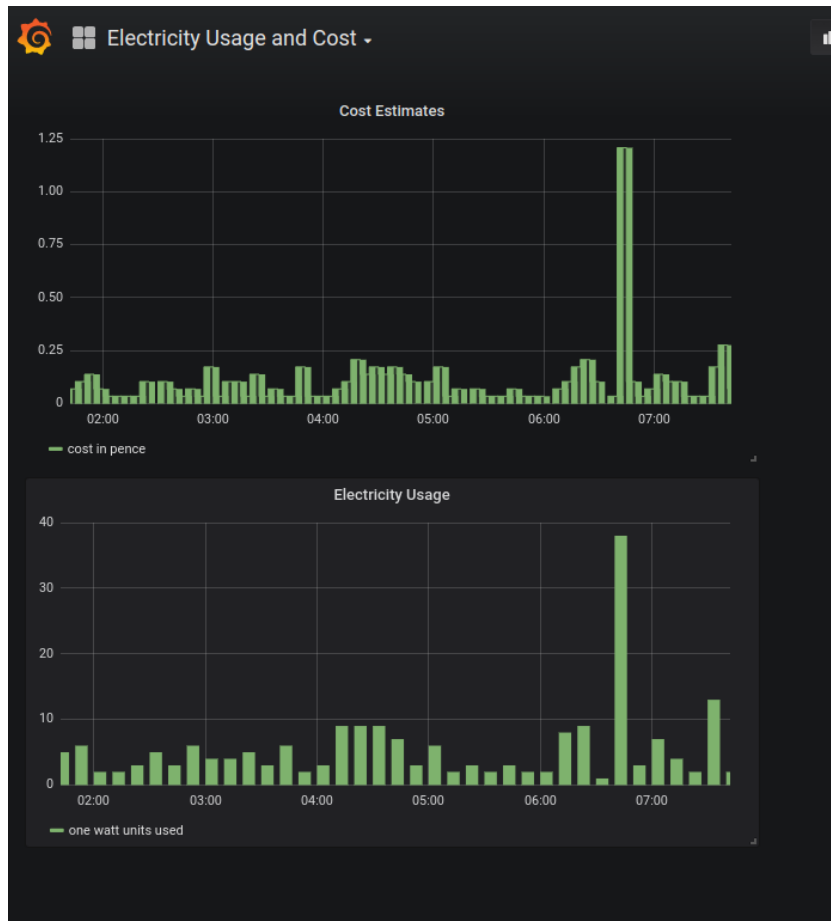 Electricity Usage and Cost
Cost Estimates
1.25
1.00
0.75
0.50
0.25
0
02:00 03:00 04:00 05:00 06:00 07:00
cost in pence
Electricity Usage
40
30
20
10
0
02:00 03:00 04:00 05:00 06:00 07:00
one watt units used